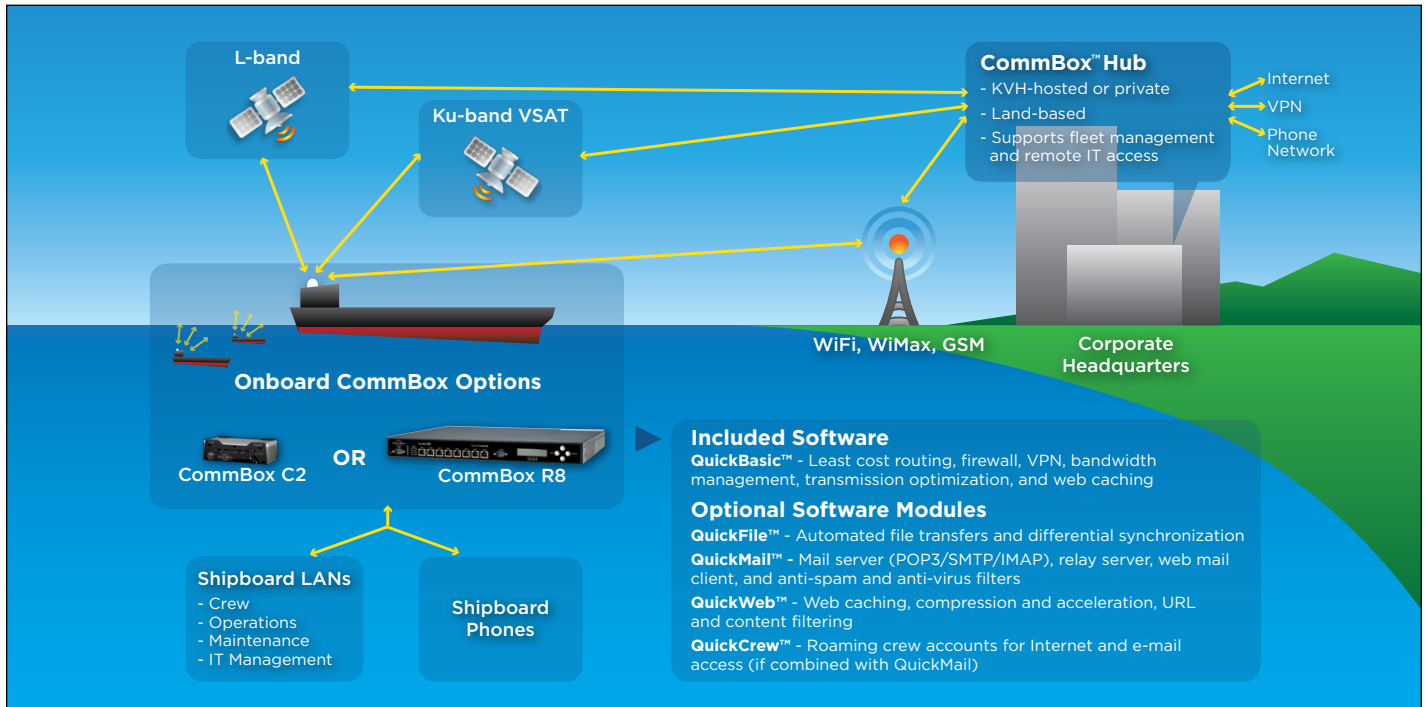 L-band
Ku-band VSAT
CommBox™ Hub
- KVH-hosted or private
- Land-based
- Supports fleet management
and remote IT access
Internet
VPN
Phone
Network
WiFi, WiMax, GSM
Corporate
Headquarters
Onboard CommBox Options
CommBox C2
OR
CommBox R8
Shipboard LANs
- Crew
- Operations
- Maintenance
- IT Management
Shipboard
Phones
Included Software
QuickBasic™ - Least cost routing, firewall, VPN, bandwidth
management, transmission optimization, and web caching
Optional Software Modules
QuickFile™ - Automated file transfers and differential synchronization
QuickMail™ - Mail server (POP3/SMTP/IMAP), relay server, web mail
client, and anti-spam and anti-virus filters
QuickWeb™ - Web caching, compression and acceleration, URL
and content filtering
QuickCrew™ - Roaming crew accounts for Internet and e-mail
access (if combined with QuickMail)